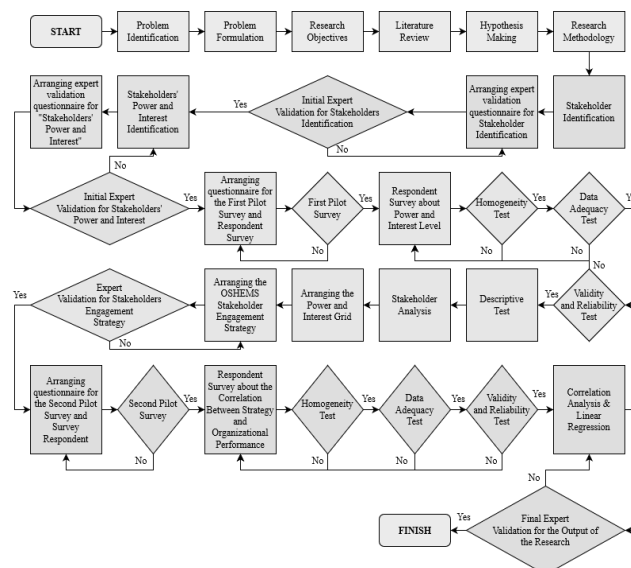 START
Problem
Identification
Problem
Formulation
Research
Objectives
Literature
Review
Hypothesis
Making
Research
Methodology
Stakeholder
Identification
Arranging expert
validation
questionnaire for
Stakeholder
Identification
No
Initial Expert
Validation for Stakeholders
Identification
Yes
Stakeholders'
Power and
Interest
Identification
Arranging expert
validation
questionnaire for
"Stakeholders'
Power and
Interest"
No
Initial Expert
Validation for Stakeholders'
Power and Interest
Yes
Arranging
questionnaire for
the First Pilot
Survey and
Respondent
Survey
No
First Pilot
Survey
Yes
Respondent
Survey about
Power and
Interest Level
Homogeneity
Test
No
Yes
Data
Adequacy
Test
No
Yes
Validity
and Reliability
Test
No
Yes
Descriptive
Test
Stakeholder
Analysis
Arranging the
Power and
Interest Grid
Arranging the
OSHEMS
Stakeholder
Engagement
Strategy
No
Expert
Validation for Stakeholders
Engagement
Strategy
Yes
Arranging
questionnaire for
the Second Pilot
Survey and
Survey
Respondent
No
Second Pilot
Survey
Yes
Respondent
Survey about the
Correlation
Between Strategy
and
Organizational
Performance
Homogeneity
Test
No
Yes
Data
Adequacy
Test
No
Yes
Validity
and Reliability
Test
No
Yes
Correlation
Analysis &
Linear
Regression
No
Final Expert
Validation for the Output of
the Research
Yes
FINISH